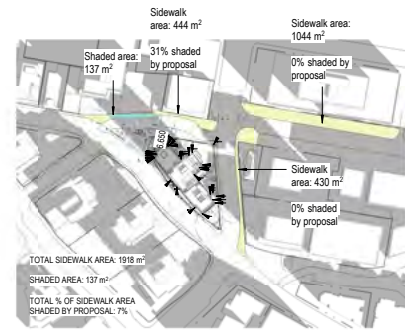 Sidewalk
area: 444 m²
31% shaded
by proposal
Shaded area:
137 m²
Sidewalk area:
1044 m²
0% shaded by
proposal
6.650
Sidewalk
area: 430 m²
0% shaded
by proposal
TOTAL SIDEWALK AREA: 1918 m²
SHADED AREA: 137 m²
TOTAL % OF SIDEWALK AREA
SHADED BY PROPOSAL: 7%